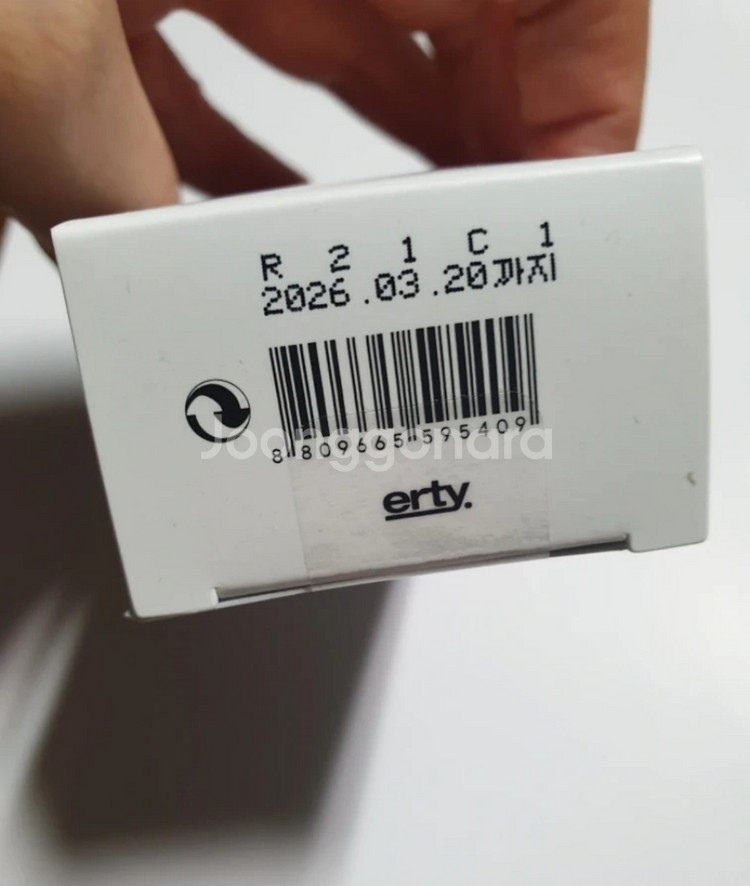 R 2 1 C 1
2026.03.20까지
8 809665 595409
Joonggonara
erty.